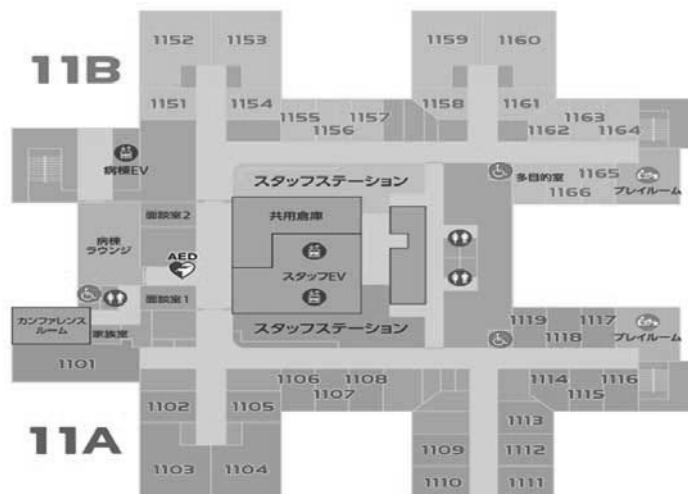 11B
1152
1153
1159
1160
1151
1154
1155
1156
1157
1158
1161
1162
1163
1164
病棟EV
スタッフステーション
多目的室
1165
1166
プレイルーム
面談室2
共用倉庫
病棟
ラウンジ
AED
スタッフEV
面談室1
カンファレンス
ルーム
家族室
スタッフステーション
1119
1118
1117
プレイルーム
1101
1106
1107
1108
1114
1115
1116
1102
1105
1113
11A
1103
1104
1109
1112
1110
1111